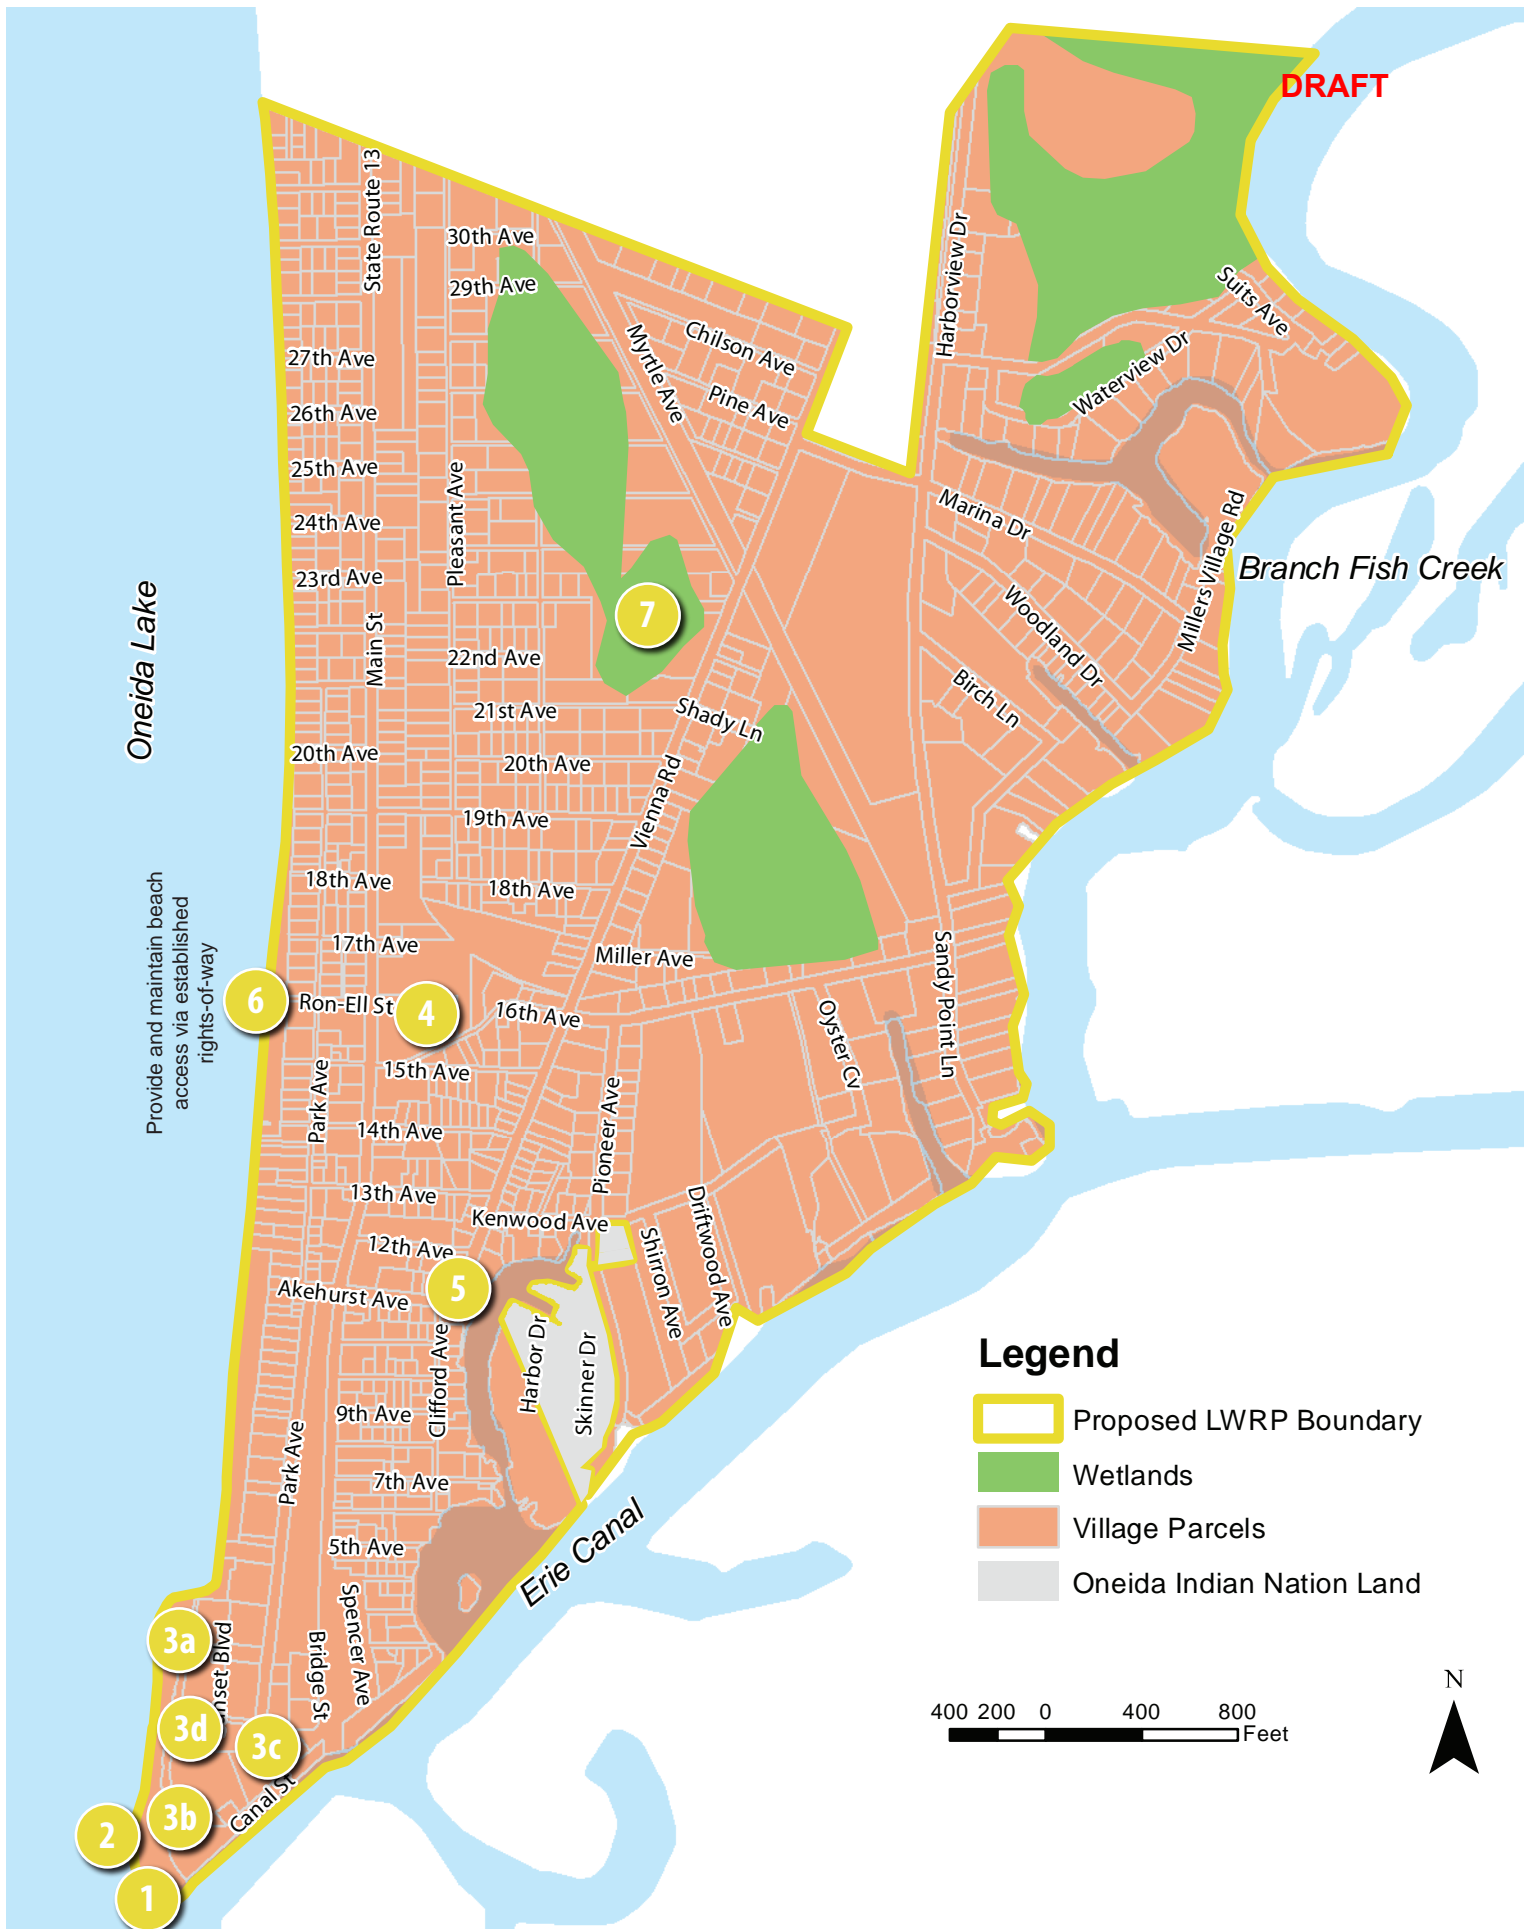 DRAFT
State Route 13
30th Ave
29th Ave
Harborview Dr
Suits Ave
Chilson Ave
Myrtle Ave
27th Ave
Waterview Dr
Pine Ave
26th Ave
25th Ave
Pleasant Ave
Marina Dr
24th Ave
Millers Village Rd
Branch Fish Creek
23rd Ave
Oneida Lake
7
Main St
Woodland Dr
22nd Ave
Birch Ln
21st Ave
Shady Ln
20th Ave
20th Ave
Vienna Rd
19th Ave
18th Ave
18th Ave
Provide and maintain beach
access via established
rights-of-way
17th Ave
Miller Ave
Sandy Point Ln
6
Ron-Ell St
4
16th Ave
Oyster Cv
15th Ave
Park Ave
14th Ave
Pioneer Ave
13th Ave
Kenwood Ave
Driftwood Ave
12th Ave
Shirron Ave
5
Akehurst Ave
Clifford Ave
Harbor Dr
Skinner Dr
9th Ave
Park Ave
7th Ave
5th Ave
Erie Canal
Spencer Ave
3a
nset Blvd
Bridge St
3d
3c
Canal St
3b
2
1
Legend
Proposed LWRP Boundary
Wetlands
Village Parcels
Oneida Indian Nation Land
N
400 200 0 400 800
Feet